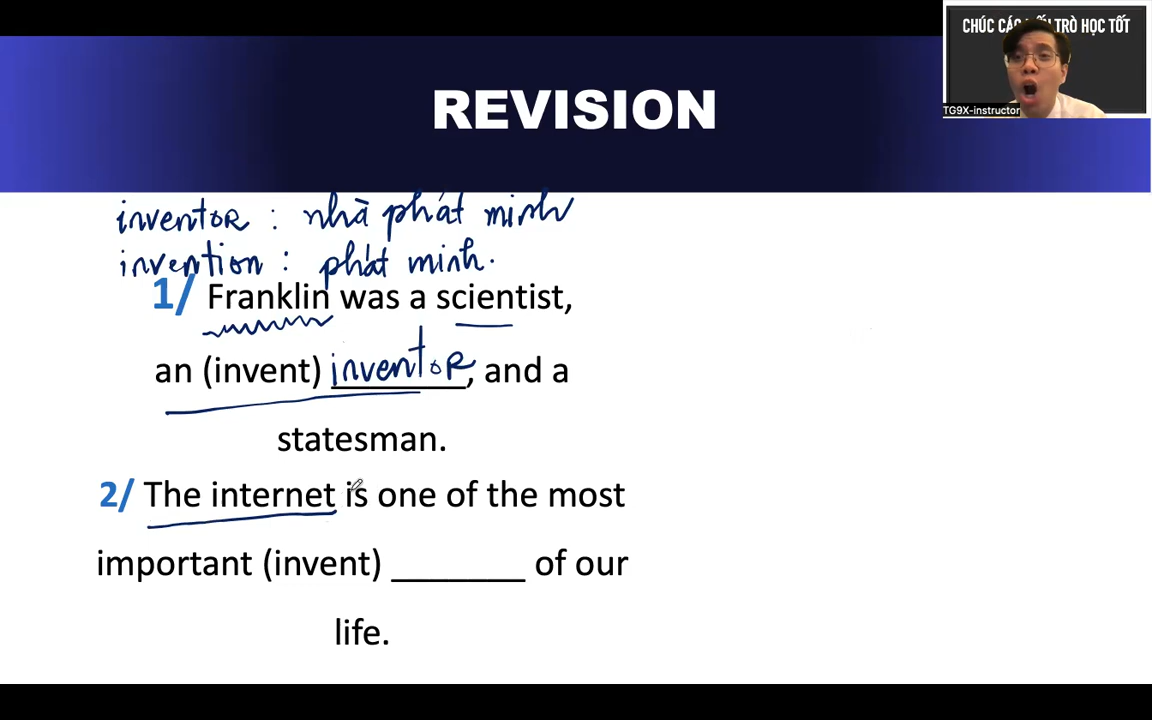 CHÚC CÁC TRÒ HỌC TỐT
TG9X-instructor
REVISION
inventor : nhà phát minh
invention : phát minh.
1/ Franklin was a scientist,
an (invent) inventor, and a
statesman.
2/ The internet is one of the most
important (invent) _______ of our
life.